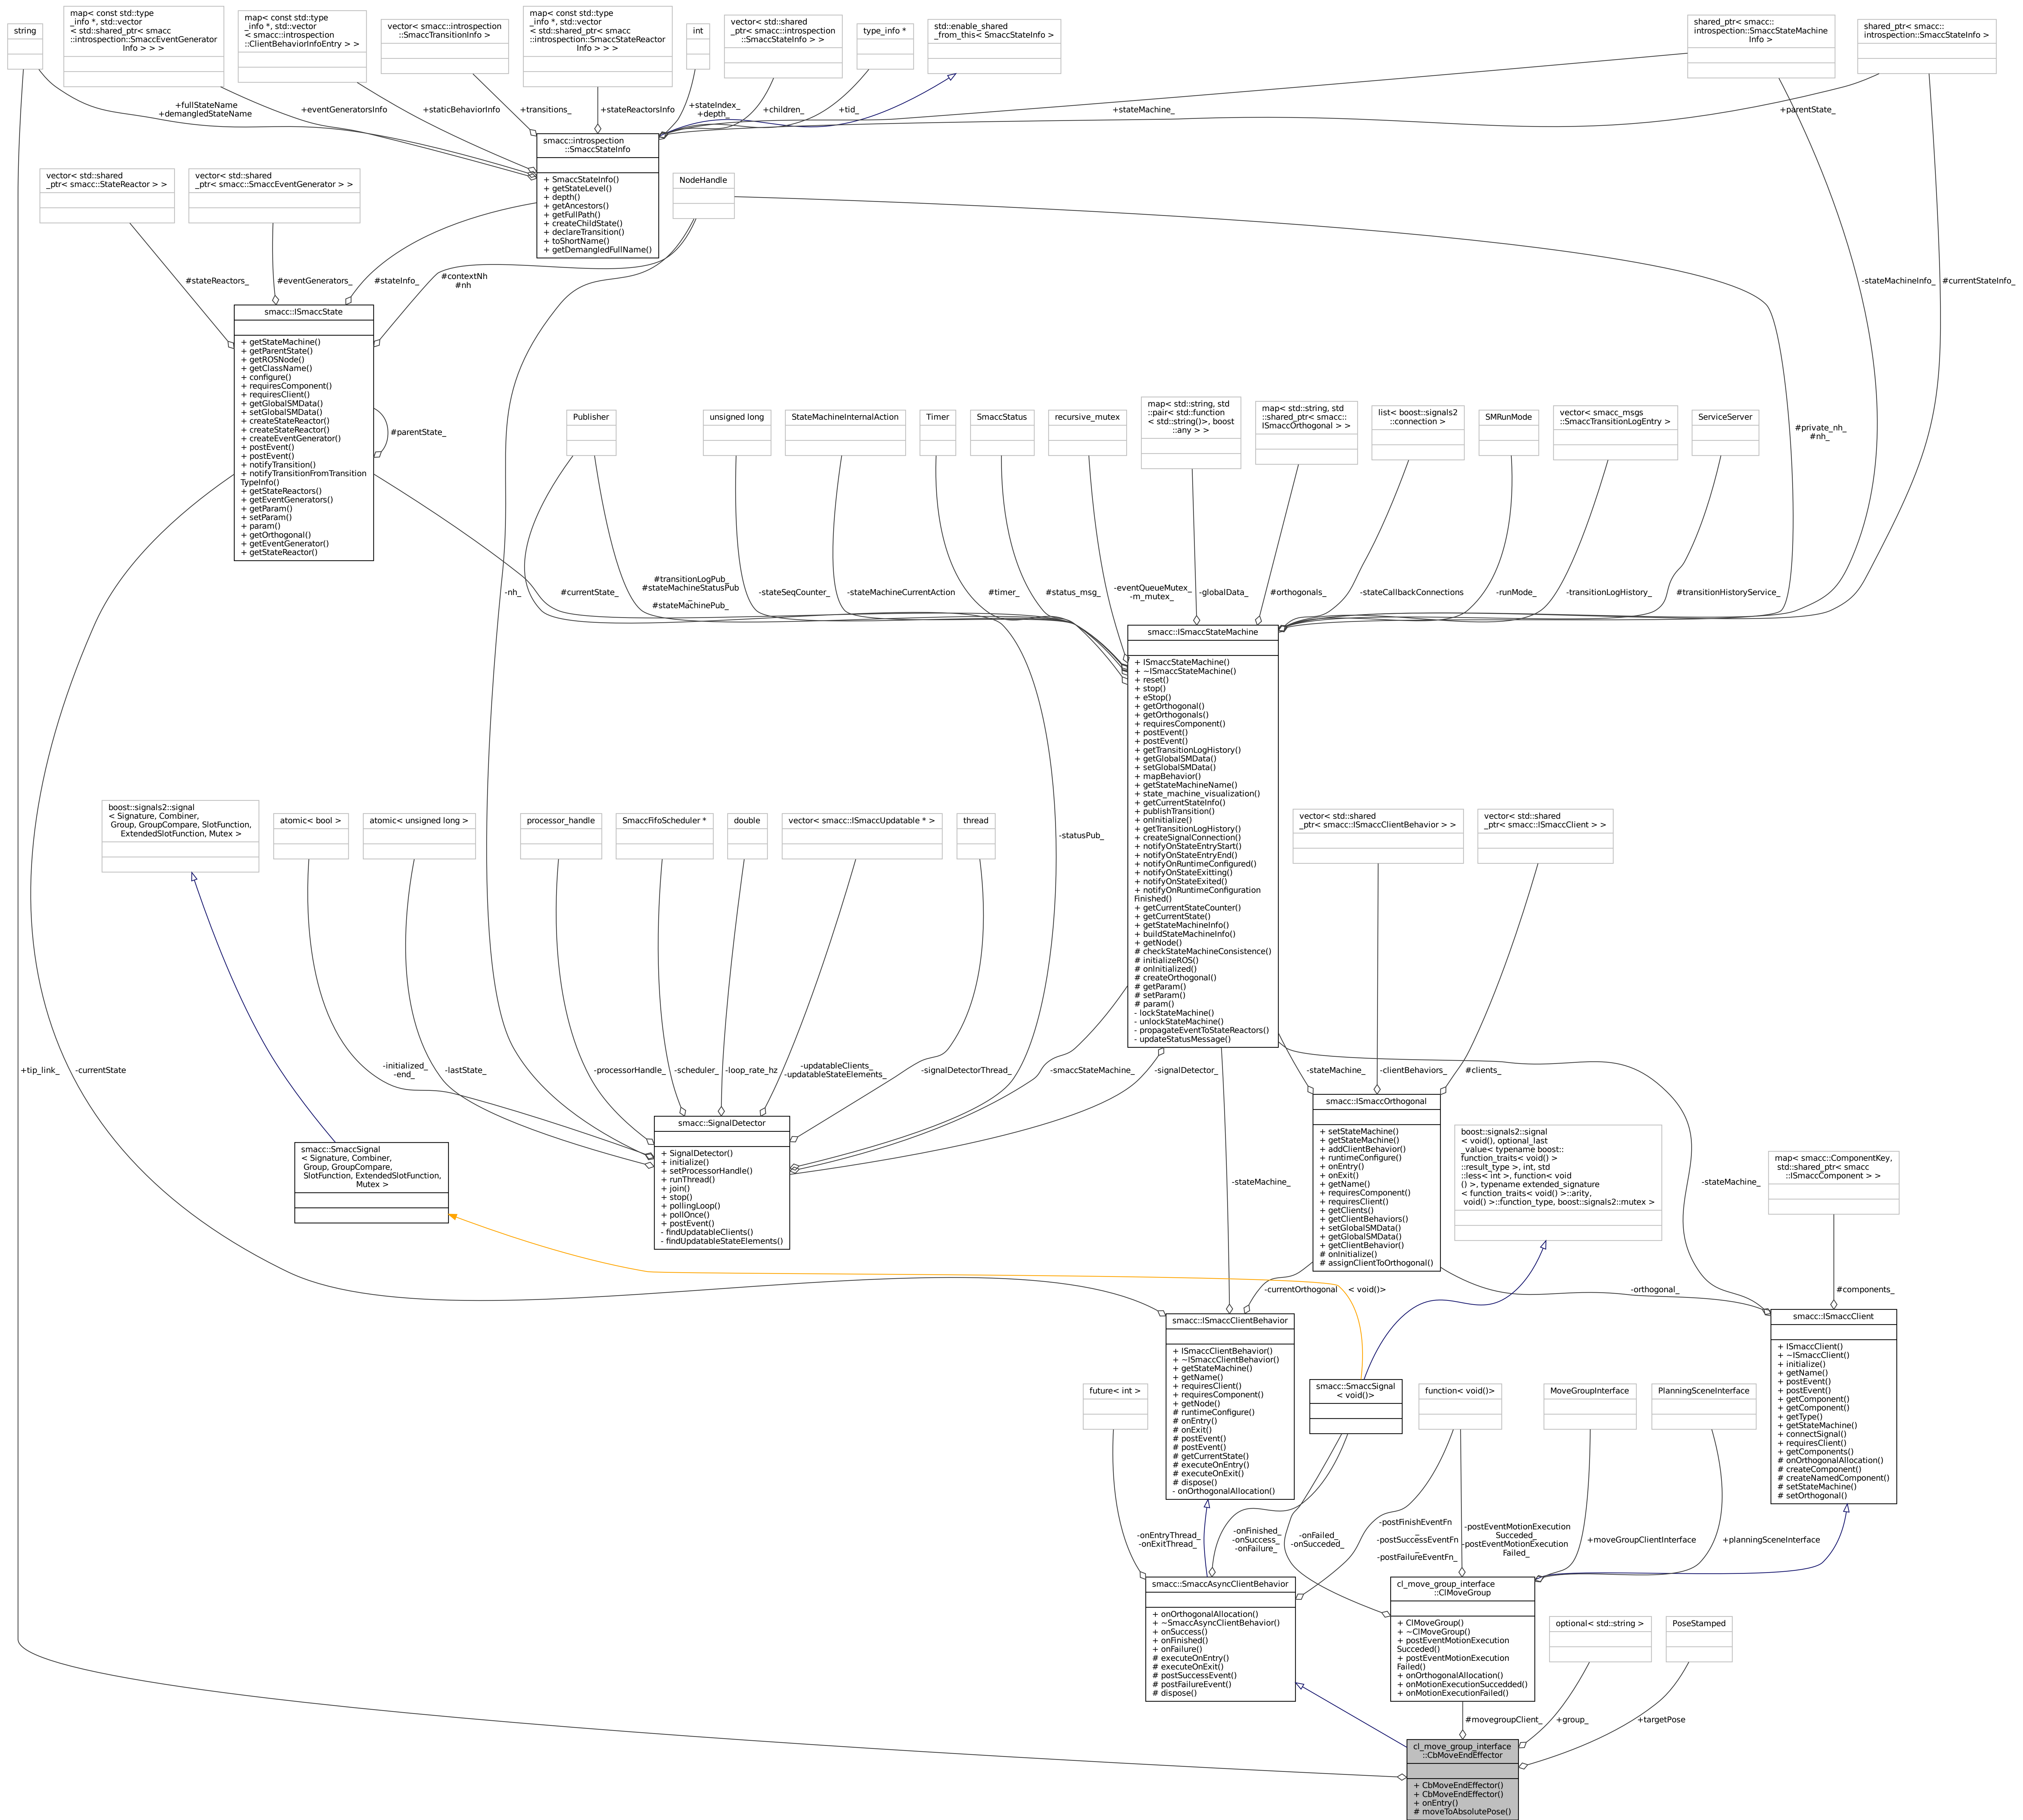 string
map< const std::type
_info *, std::vector
< std::shared_ptr< smacc
::introspection::SmaccEventGenerator
Info > > >
map< const std::type
_info *, std::vector
< smacc::introspection
::ClientBehaviorInfoEntry > >
vector< smacc::introspection
::SmaccTransitionInfo >
map< const std::type
_info *, std::vector
< std::shared_ptr< smacc
::introspection::SmaccStateReactor
Info > > >
int
vector< std::shared
_ptr< smacc::introspection
::SmaccStateInfo > >
type_info *
std::enable_shared
_from_this< SmaccStateInfo >
shared_ptr< smacc::
introspection::SmaccStateMachine
Info >
shared_ptr< smacc::
introspection::SmaccStateInfo >
+fullStateName
+demangledStateName
+eventGeneratorsInfo
+staticBehaviorInfo
+transitions_
+stateReactorsInfo
+stateIndex_
+depth_
+children_
+tid_
+stateMachine_
+parentState_
smacc::introspection
::SmaccStateInfo
+ SmaccStateInfo()
+ getStateLevel()
+ depth()
+ getAncestors()
+ getFullPath()
+ createChildState()
+ declareTransition()
+ toShortName()
+ getDemangledFullName()
vector< std::shared
_ptr< smacc::StateReactor > >
vector< std::shared
_ptr< smacc::SmaccEventGenerator > >
NodeHandle
#stateReactors_
#eventGenerators_
#stateInfo_
#contextNh
#nh
-stateMachineInfo_
#currentStateInfo_
smacc::ISmaccState
+ getStateMachine()
+ getParentState()
+ getROSNode()
+ getClassName()
+ configure()
+ requiresComponent()
+ requiresClient()
+ getGlobalSMData()
+ setGlobalSMData()
+ createStateReactor()
+ createStateReactor()
+ createEventGenerator()
+ postEvent()
+ postEvent()
+ notifyTransition()
+ notifyTransitionFromTransition
TypeInfo()
+ getStateReactors()
+ getEventGenerators()
+ getParam()
+ setParam()
+ param()
+ getOrthogonal()
+ getEventGenerator()
+ getStateReactor()
#parentState_
Publisher
unsigned long
StateMachineInternalAction
Timer
SmaccStatus
recursive_mutex
map< std::string, std
::pair< std::function
< std::string()>, boost
::any > >
map< std::string, std
::shared_ptr< smacc::
ISmaccOrthogonal > >
list< boost::signals2
::connection >
SMRunMode
vector< smacc_msgs
::SmaccTransitionLogEntry >
ServiceServer
#private_nh_
#nh_
-nh_
#currentState_
#transitionLogPub_
#stateMachineStatusPub
_
#stateMachinePub_
-stateSeqCounter_
-stateMachineCurrentAction
#timer_
#status_msg_
-eventQueueMutex_
-m_mutex_
-globalData_
#orthogonals_
-stateCallbackConnections
-runMode_
-transitionLogHistory_
#transitionHistoryService_
smacc::ISmaccStateMachine
+ ISmaccStateMachine()
+ ~ISmaccStateMachine()
+ reset()
+ stop()
+ eStop()
+ getOrthogonal()
+ getOrthogonals()
+ requiresComponent()
+ postEvent()
+ postEvent()
+ getTransitionLogHistory()
+ getGlobalSMData()
+ setGlobalSMData()
+ mapBehavior()
+ getStateMachineName()
+ state_machine_visualization()
+ getCurrentStateInfo()
+ publishTransition()
+ onInitialize()
+ getTransitionLogHistory()
+ createSignalConnection()
+ notifyOnStateEntryStart()
+ notifyOnStateEntryEnd()
+ notifyOnRuntimeConfigured()
+ notifyOnStateExitting()
+ notifyOnStateExited()
+ notifyOnRuntimeConfiguration
Finished()
+ getCurrentStateCounter()
+ getCurrentState()
+ getStateMachineInfo()
+ buildStateMachineInfo()
+ getNode()
# checkStateMachineConsistence()
# initializeROS()
# onInitialized()
# createOrthogonal()
# getParam()
# setParam()
# param()
- lockStateMachine()
- unlockStateMachine()
- propagateEventToStateReactors()
- updateStatusMessage()
boost::signals2::signal
< Signature, Combiner,
Group, GroupCompare, SlotFunction,
ExtendedSlotFunction, Mutex >
atomic< bool >
atomic< unsigned long >
processor_handle
SmaccFifoScheduler *
double
vector< smacc::ISmaccUpdatable * >
thread
-statusPub_
vector< std::shared
_ptr< smacc::ISmaccClientBehavior > >
vector< std::shared
_ptr< smacc::ISmaccClient > >
+tip_link_
-currentState
-initialized_
-end_
-lastState_
-processorHandle_
-scheduler_
-loop_rate_hz
-updatableClients_
-updatableStateElements_
-signalDetectorThread_
-smaccStateMachine_
-signalDetector_
-stateMachine_
-clientBehaviors_
#clients_
smacc::SmaccSignal
< Signature, Combiner,
Group, GroupCompare,
SlotFunction, ExtendedSlotFunction,
Mutex >
smacc::SignalDetector
+ SignalDetector()
+ initialize()
+ setProcessorHandle()
+ runThread()
+ join()
+ stop()
+ pollingLoop()
+ pollOnce()
+ postEvent()
- findUpdatableClients()
- findUpdatableStateElements()
smacc::ISmaccOrthogonal
+ setStateMachine()
+ getStateMachine()
+ addClientBehavior()
+ runtimeConfigure()
+ onEntry()
+ onExit()
+ getName()
+ requiresComponent()
+ requiresClient()
+ getClients()
+ getClientBehaviors()
+ setGlobalSMData()
+ getGlobalSMData()
+ getClientBehavior()
# onInitialize()
# assignClientToOrthogonal()
boost::signals2::signal
< void(), optional_last
_value< typename boost::
function_traits< void() >
::result_type >, int, std
::less< int >, function< void
() >, typename extended_signature
< function_traits< void() >::arity,
void() >::function_type, boost::signals2::mutex >
map< smacc::ComponentKey,
std::shared_ptr< smacc
::ISmaccComponent > >
-stateMachine_
-stateMachine_
-currentOrthogonal
< void()>
-orthogonal_
#components_
smacc::ISmaccClientBehavior
+ ISmaccClientBehavior()
+ ~ISmaccClientBehavior()
+ getStateMachine()
+ getName()
+ requiresClient()
+ requiresComponent()
+ getNode()
# runtimeConfigure()
# onEntry()
# onExit()
# postEvent()
# postEvent()
# getCurrentState()
# executeOnEntry()
# executeOnExit()
# dispose()
- onOrthogonalAllocation()
smacc::ISmaccClient
+ ISmaccClient()
+ ~ISmaccClient()
+ initialize()
+ getName()
+ postEvent()
+ postEvent()
+ getComponent()
+ getComponent()
+ getType()
+ getStateMachine()
+ connectSignal()
+ requiresClient()
+ getComponents()
# onOrthogonalAllocation()
# createComponent()
# createNamedComponent()
# setStateMachine()
# setOrthogonal()
future< int >
smacc::SmaccSignal
< void()>
function< void()>
MoveGroupInterface
PlanningSceneInterface
-onEntryThread_
-onExitThread_
-onFinished_
-onSuccess_
-onFailure_
-onFailed_
-onSucceded_
-postFinishEventFn
_
-postSuccessEventFn
_
-postFailureEventFn_
-postEventMotionExecution
Succeded_
-postEventMotionExecution
Failed_
+moveGroupClientInterface
+planningSceneInterface
smacc::SmaccAsyncClientBehavior
+ onOrthogonalAllocation()
+ ~SmaccAsyncClientBehavior()
+ onSuccess()
+ onFinished()
+ onFailure()
# executeOnEntry()
# executeOnExit()
# postSuccessEvent()
# postFailureEvent()
# dispose()
cl_move_group_interface
::ClMoveGroup
+ ClMoveGroup()
+ ~ClMoveGroup()
+ postEventMotionExecution
Succeded()
+ postEventMotionExecution
Failed()
+ onOrthogonalAllocation()
+ onMotionExecutionSuccedded()
+ onMotionExecutionFailed()
optional< std::string >
PoseStamped
#movegroupClient_
+group_
+targetPose
cl_move_group_interface
::CbMoveEndEffector
+ CbMoveEndEffector()
+ CbMoveEndEffector()
+ onEntry()
# moveToAbsolutePose()